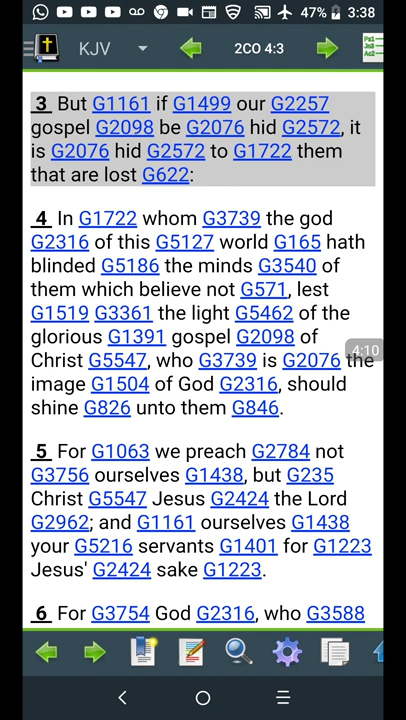 47% 3:38
KJV 2CO 4:3
Ps1
Jn3
Ac2
3 But G1161 if G1499 our G2257
gospel G2098 be G2076 hid G2572, it
is G2076 hid G2572 to G1722 them
that are lost G622:
4 In G1722 whom G3739 the god
G2316 of this G5127 world G165 hath
blinded G5186 the minds G3540 of
them which believe not G571, lest
G1519 G3361 the light G5462 of the
glorious G1391 gospel G2098 of
Christ G5547, who G3739 is G2076 the
4:10
image G1504 of God G2316, should
shine G826 unto them G846.
5 For G1063 we preach G2784 not
G3756 ourselves G1438, but G235
Christ G5547 Jesus G2424 the Lord
G2962; and G1161 ourselves G1438
your G5216 servants G1401 for G1223
Jesus' G2424 sake G1223.
6 For G3754 God G2316, who G3588